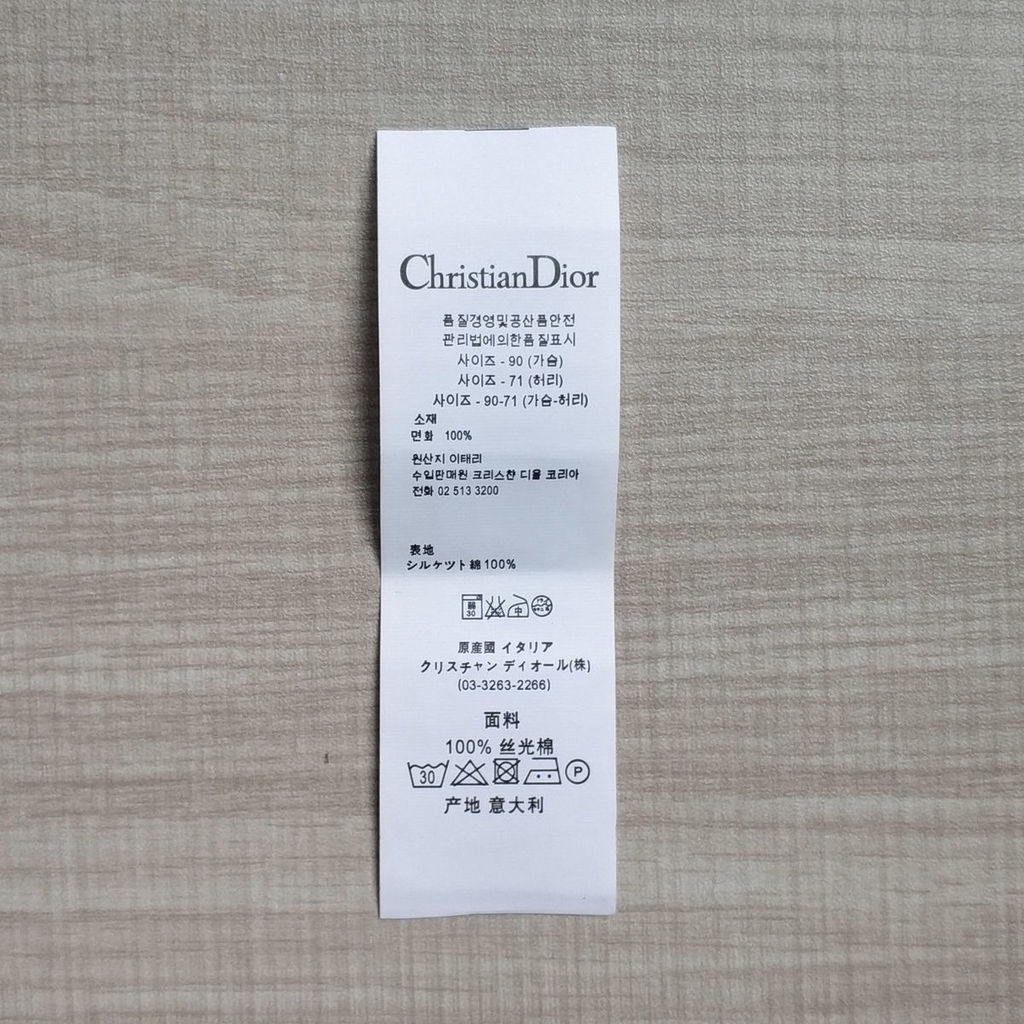 ChristianDior
품질경영및공산품안전
관리법에의한품질표시
사이즈 - 90 (가슴)
사이즈 - 71 (허리)
사이즈 - 90-71 (가슴-허리)
소재
면화 100%
원산지 이태리
수입판매원 크리스챤 디올 코리아
전화 02 513 3200
表地
シルケツト綿100%
綿 30 中
原産國 イタリア
クリスチャン ディオール(株)
(03-3263-2266)
面料
100% 丝光棉
30 P
产地 意大利